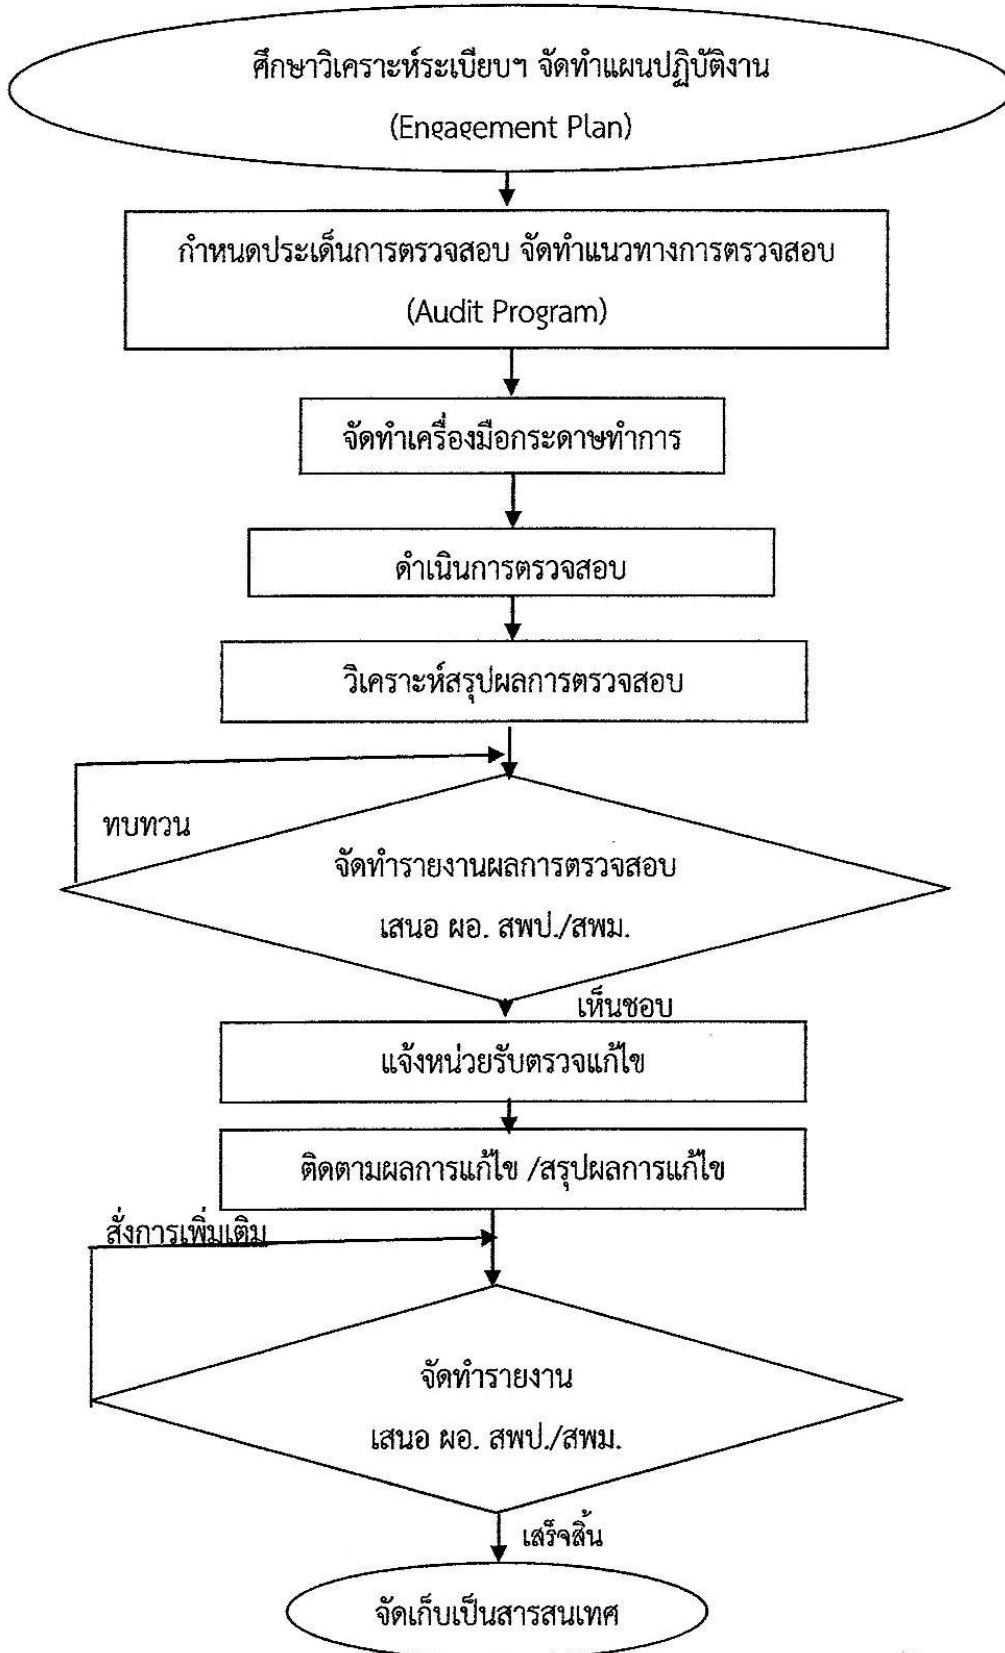 ศึกษาวิเคราะห์ระเบียบฯ จัดทำแผนปฏิบัติงาน
(Engagement Plan)
กำหนดประเด็นการตรวจสอบ จัดทำแนวทางการตรวจสอบ
(Audit Program)
จัดทำเครื่องมือกระดาษทำการ
ดำเนินการตรวจสอบ
วิเคราะห์สรุปผลการตรวจสอบ
ทบทวน
จัดทำรายงานผลการตรวจสอบ
เสนอ ผอ. สพป./สพม.
เห็นชอบ
แจ้งหน่วยรับตรวจแก้ไข
ติดตามผลการแก้ไข /สรุปผลการแก้ไข
สั่งการเพิ่มเติม
จัดทำรายงาน
เสนอ ผอ. สพป./สพม.
เสร็จสิ้น
จัดเก็บเป็นสารสนเทศ